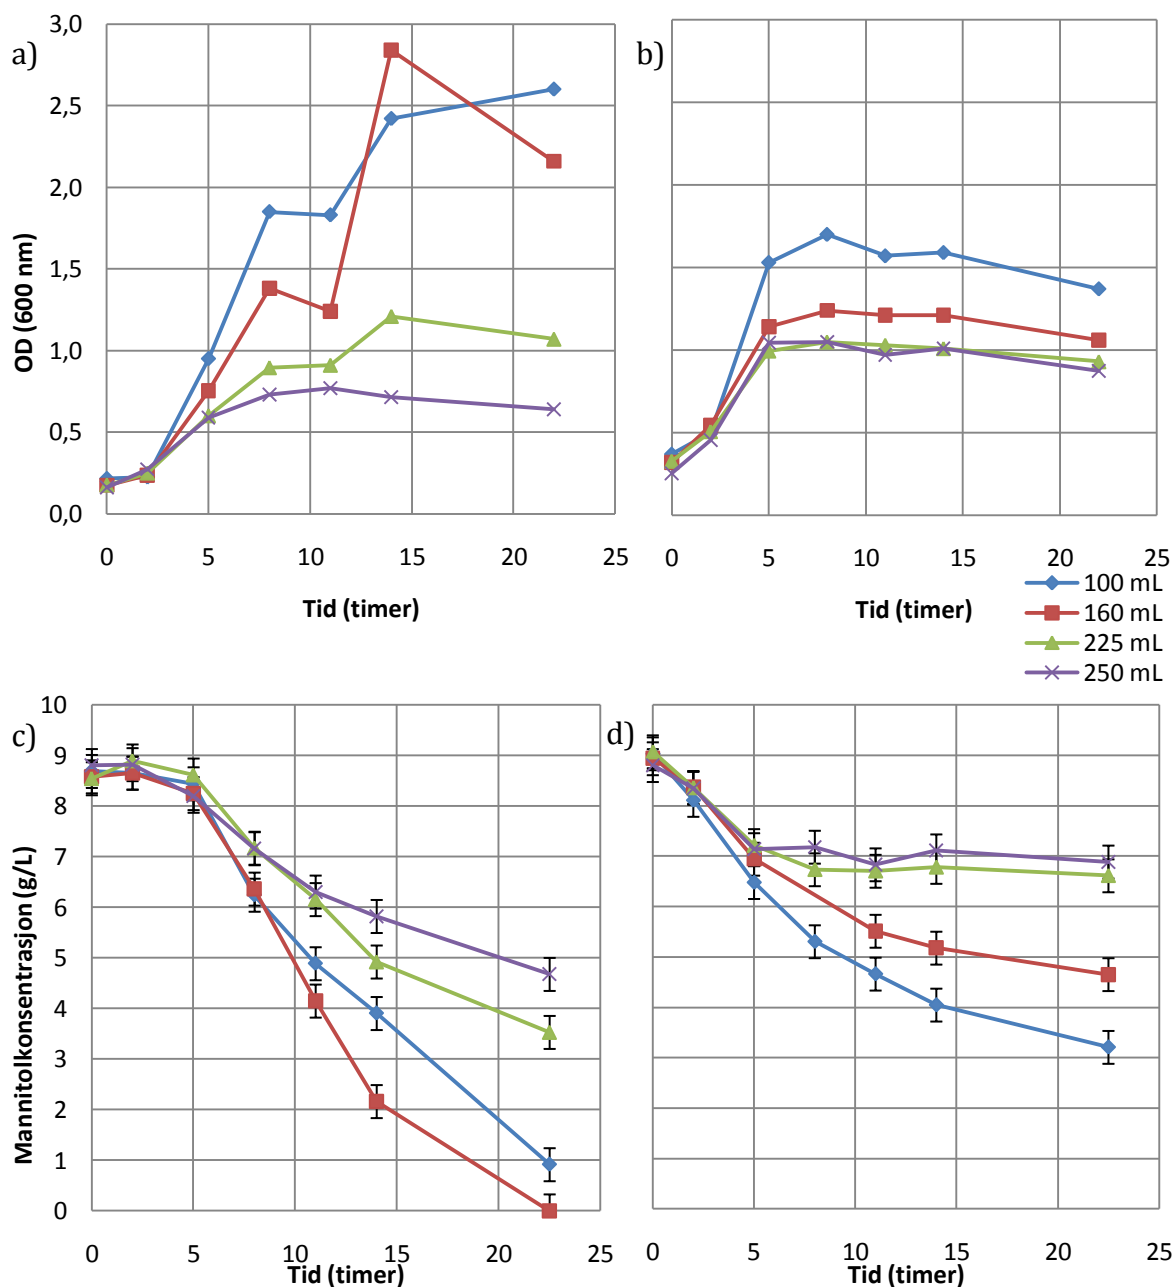 a)
b)
3,0
2,5
2,0
1,5
1,0
0,5
0,0
OD (600 nm)
0 5 10 15 20 25
0 5 10 15 20 25
Tid (timer)
Tid (timer)
100 mL
160 mL
225 mL
250 mL
c)
d)
10
9
8
7
6
5
4
3
2
1
0
Mannitolkonsentrasjon (g/L)
0 5 10 15 20 25
0 5 10 15 20 25
Tid (timer)
Tid (timer)